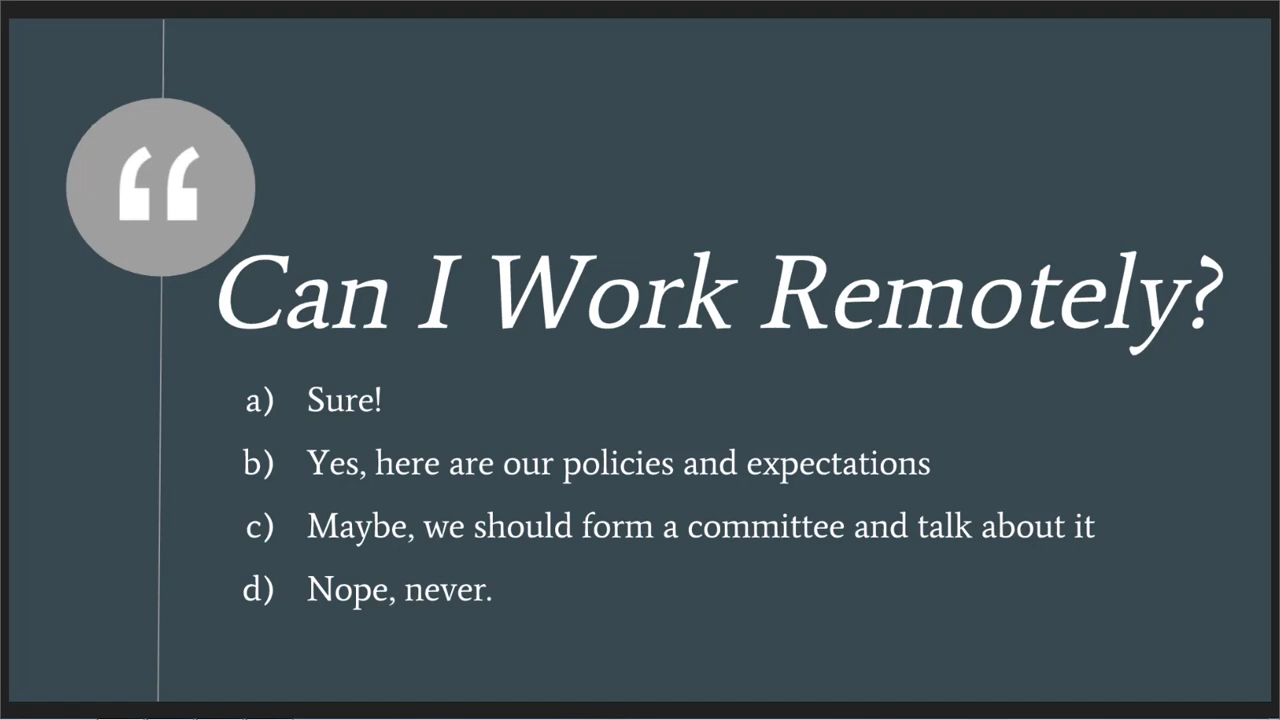 “
Can I Work Remotely?
a) Sure!
b) Yes, here are our policies and expectations
c) Maybe, we should form a committee and talk about it
d) Nope, never.